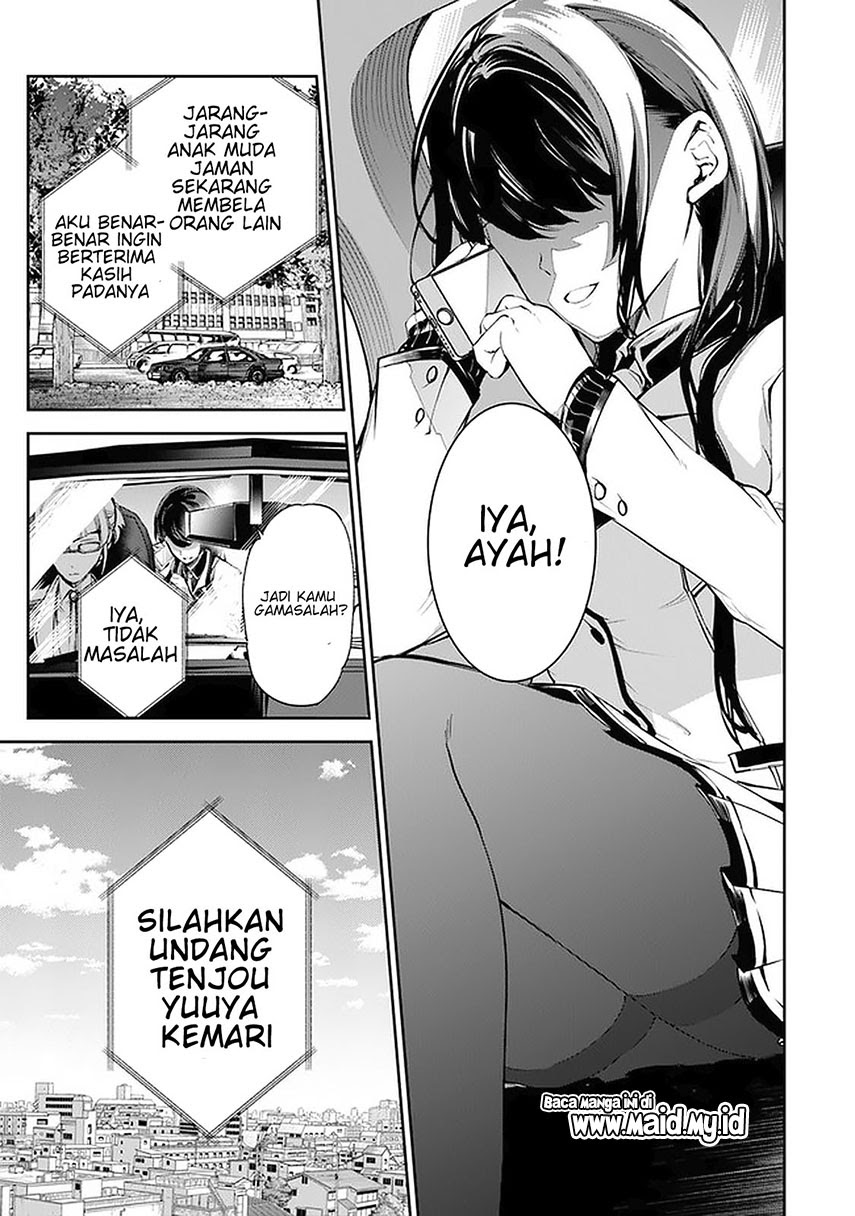 IYA,
AYAH!
JARANG-
JARANG
ANAK MUDA
JAMAN
SEKARANG
MEMBELA
ORANG LAIN
AKU BENAR-
BENAR INGIN
BERTERIMA
KASIH
PADANYA
JADI KAMU
GAMASALAH?
IYA,
TIDAK
MASALAH
SILAHKAN
UNDANG
TENJOU
YUUYA
KEMARI
Baca Manga ini di
www.Maid.My.id